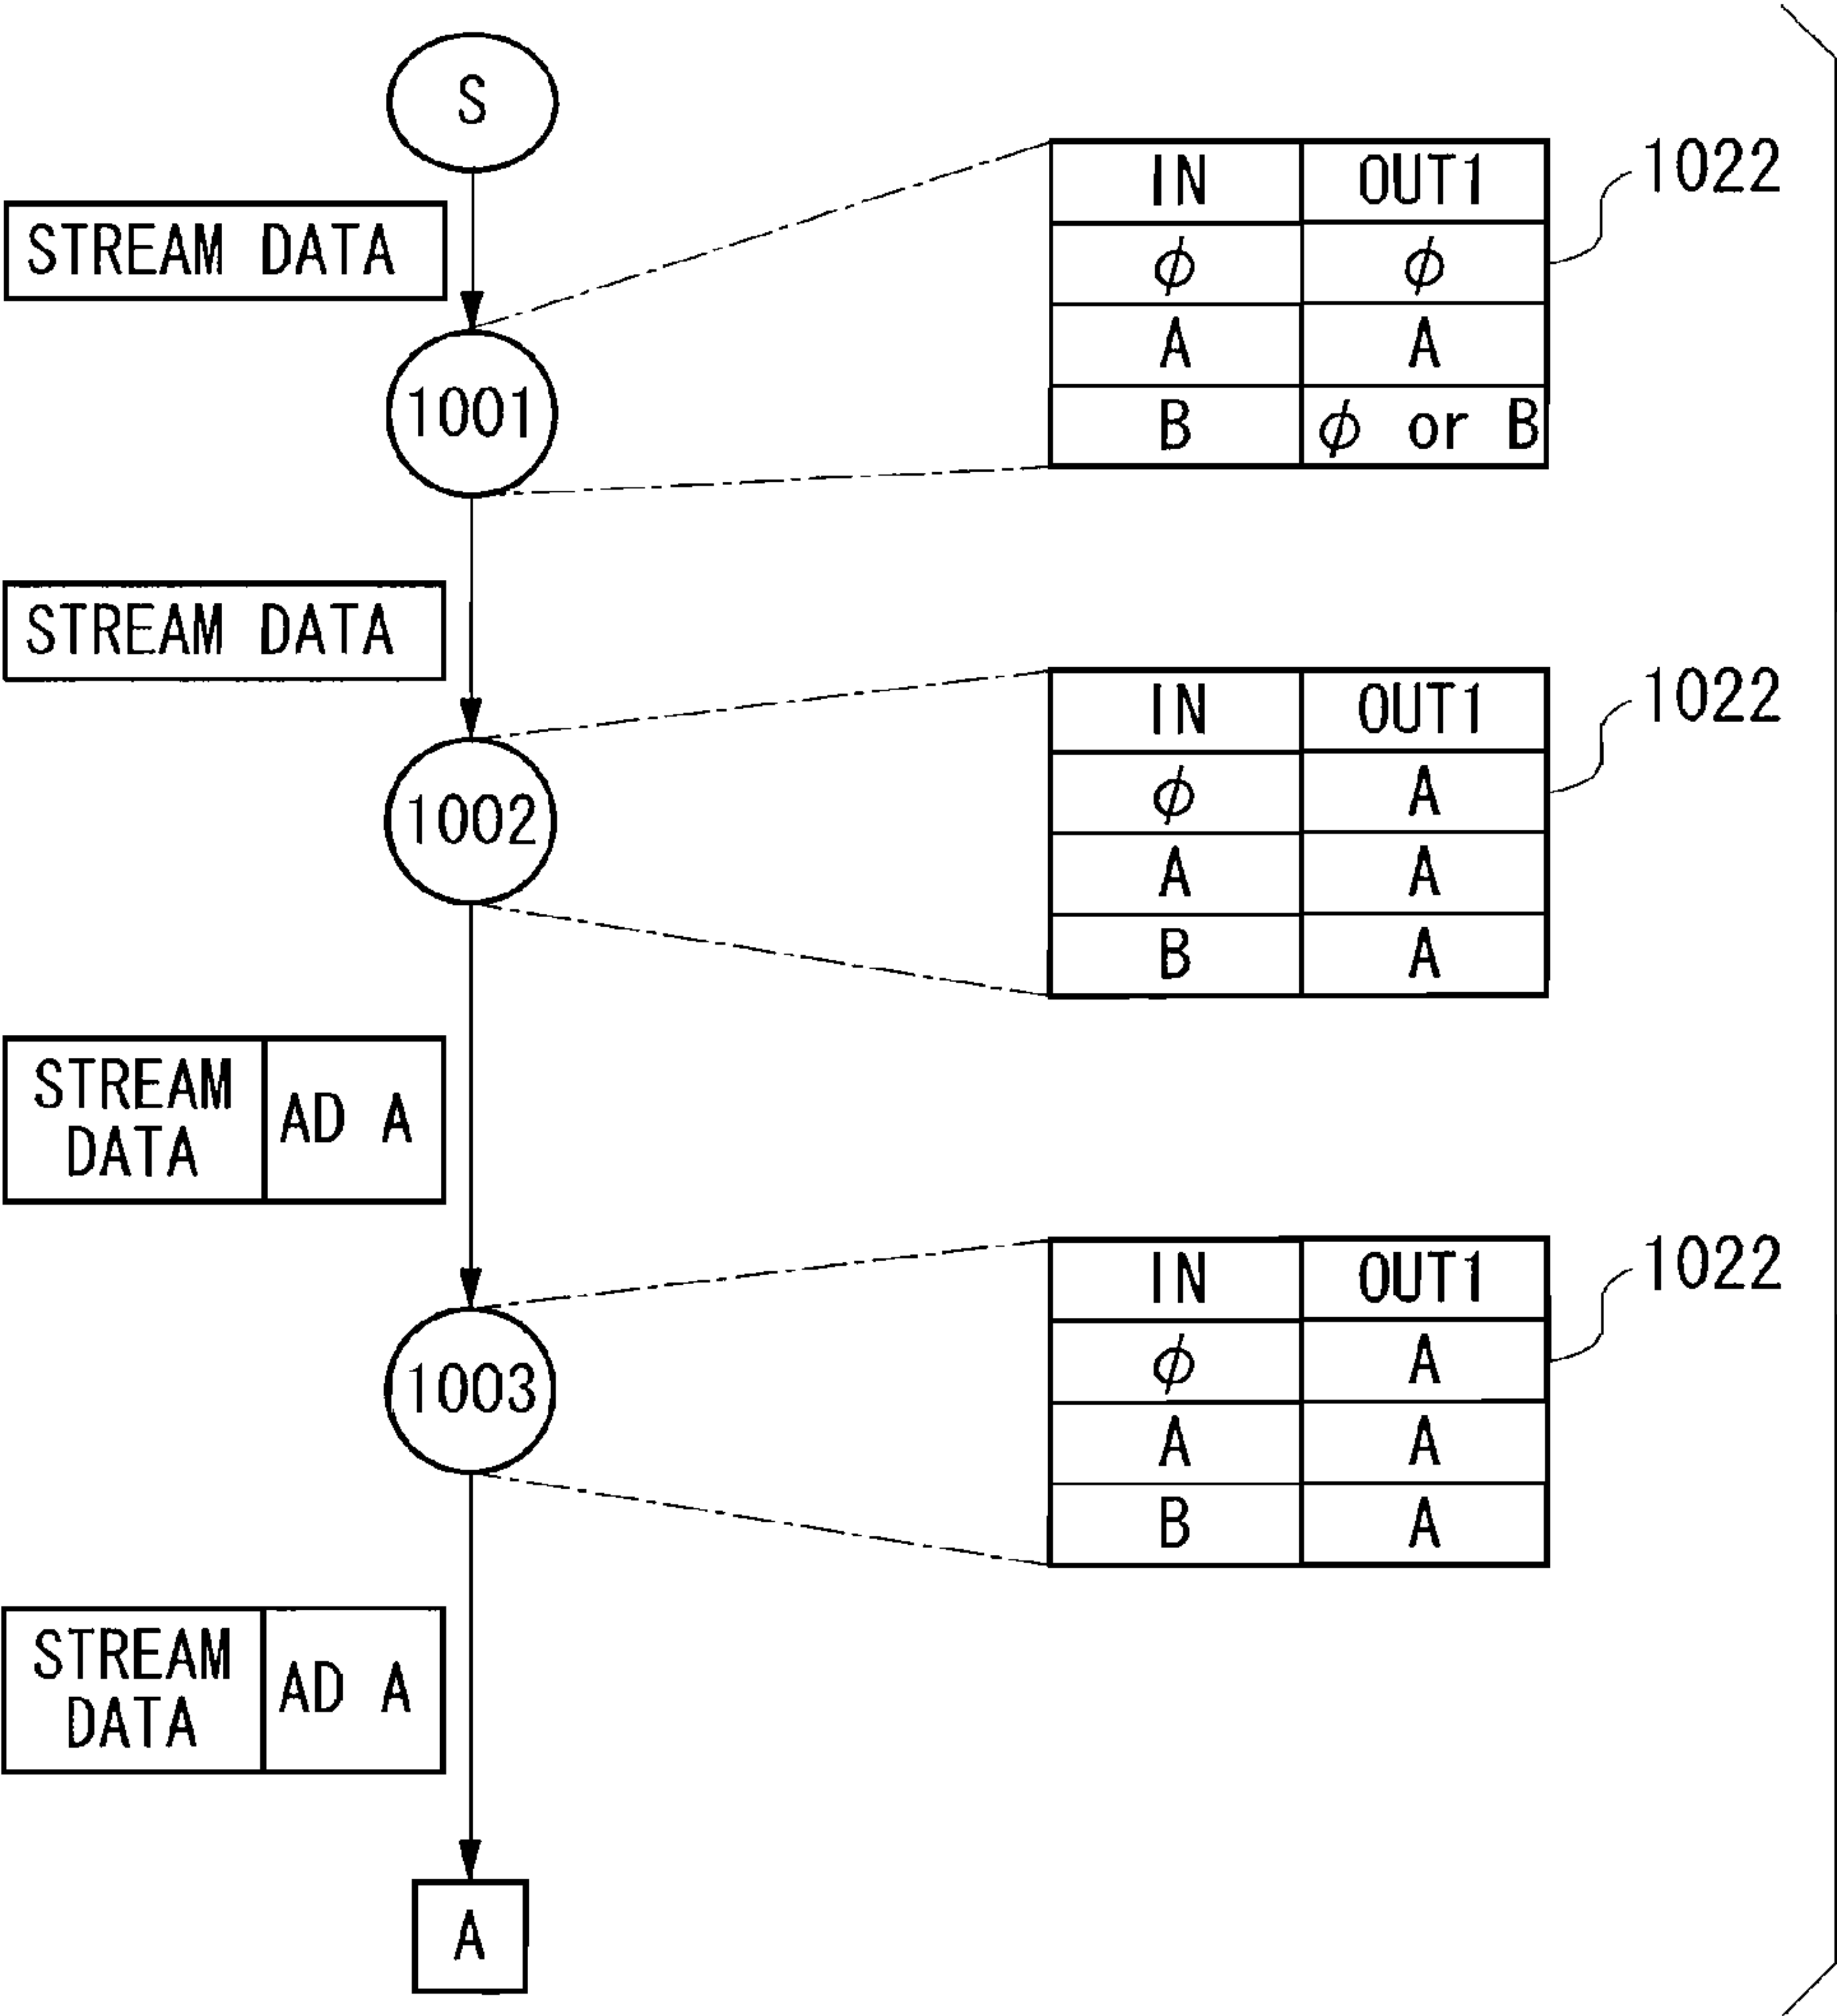 S
STREAM DATA
1001
IN OUT1
ϕ ϕ
A A
B ϕ or B
1022
STREAM DATA
1002
IN OUT1
ϕ A
A A
B A
1022
STREAM
DATA
AD A
1003
IN OUT1
ϕ A
A A
B A
1022
STREAM
DATA
AD A
A